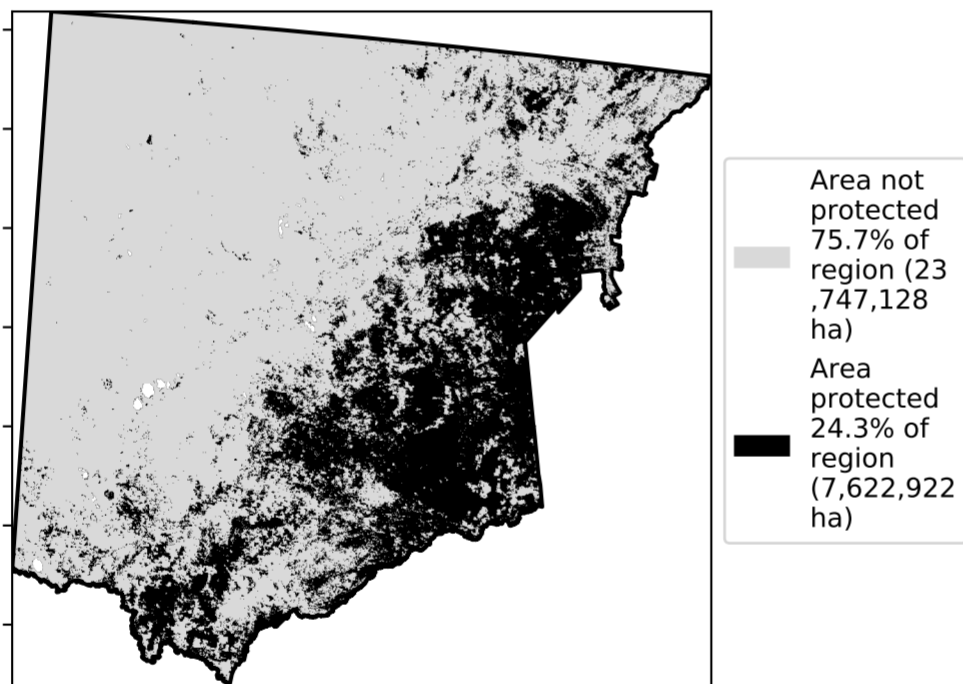 Area not
protected
75.7% of
region (23
,747,128
ha)
Area
protected
24.3% of
region
(7,622,922
ha)